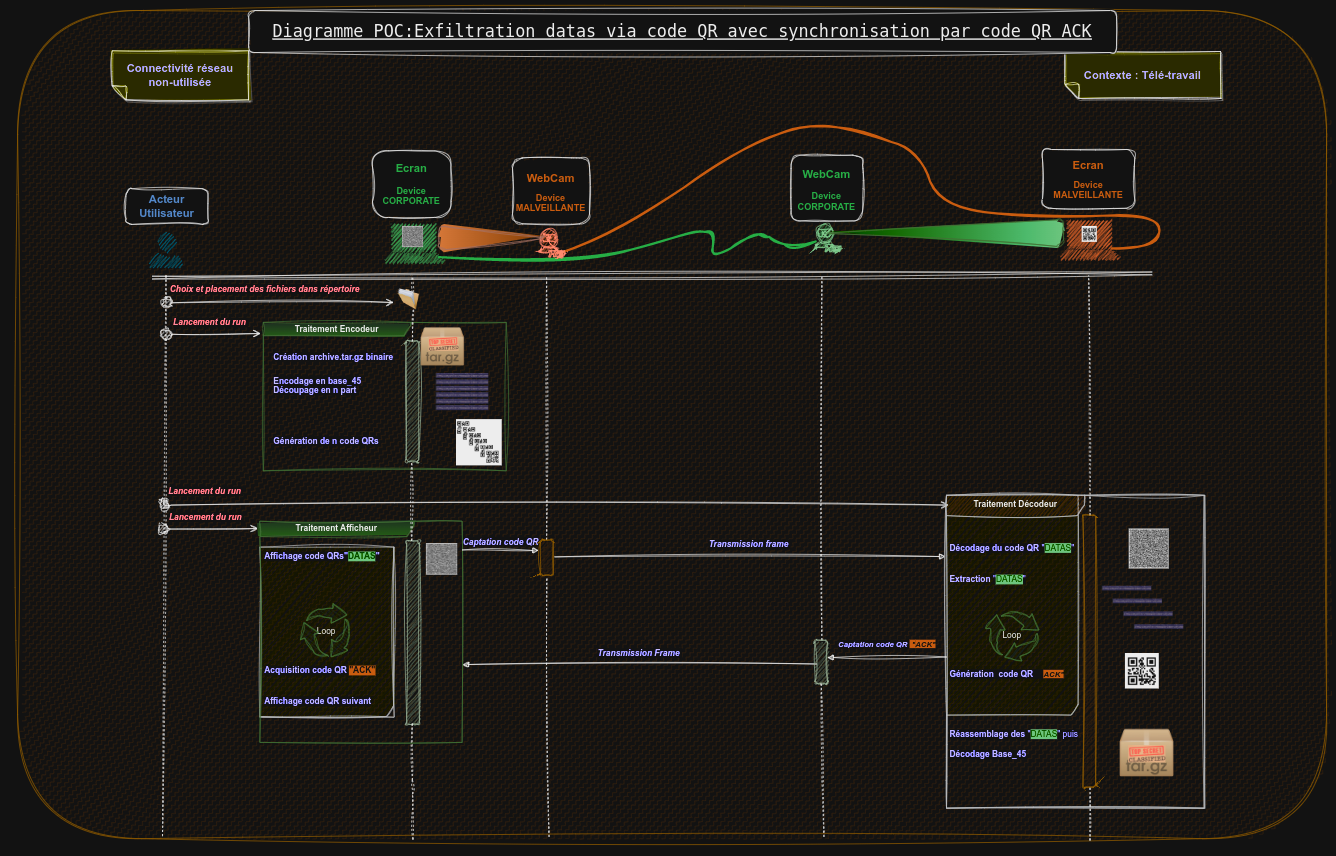 Diagramme POC:Exfiltration datas via code QR avec synchronisation par code QR ACK
Connectivité réseau
non-utilisée
Contexte : Télé-travail
Acteur
Utilisateur
Ecran
Device
CORPORATE
WebCam
Device
MALVEILLANTE
WebCam
Device
CORPORATE
Ecran
Device
MALVEILLANTE
Choix et placement des fichiers dans répertoire
Lancement du run
Traitement Encodeur
Création archive.tar.gz binaire
TOP SECRET
CLASSIFIED
tar.gz
Encodage en base_45
Découpage en n part
Génération de n code QRs
Lancement du run
Traitement Décodeur
Lancement du run
Traitement Afficheur
Affichage code QRs"DATAS"
Captation code QR
Transmission frame
Décodage du code QR "DATAS"
Extraction "DATAS"
Loop
Loop
Captation code QR "ACK"
Transmission Frame
Acquisition code QR "ACK"
Génération code QR ACK"
Affichage code QR suivant
Réassemblage des "DATAS" puis
Décodage Base_45
TOP SECRET
CLASSIFIED
tar.gz